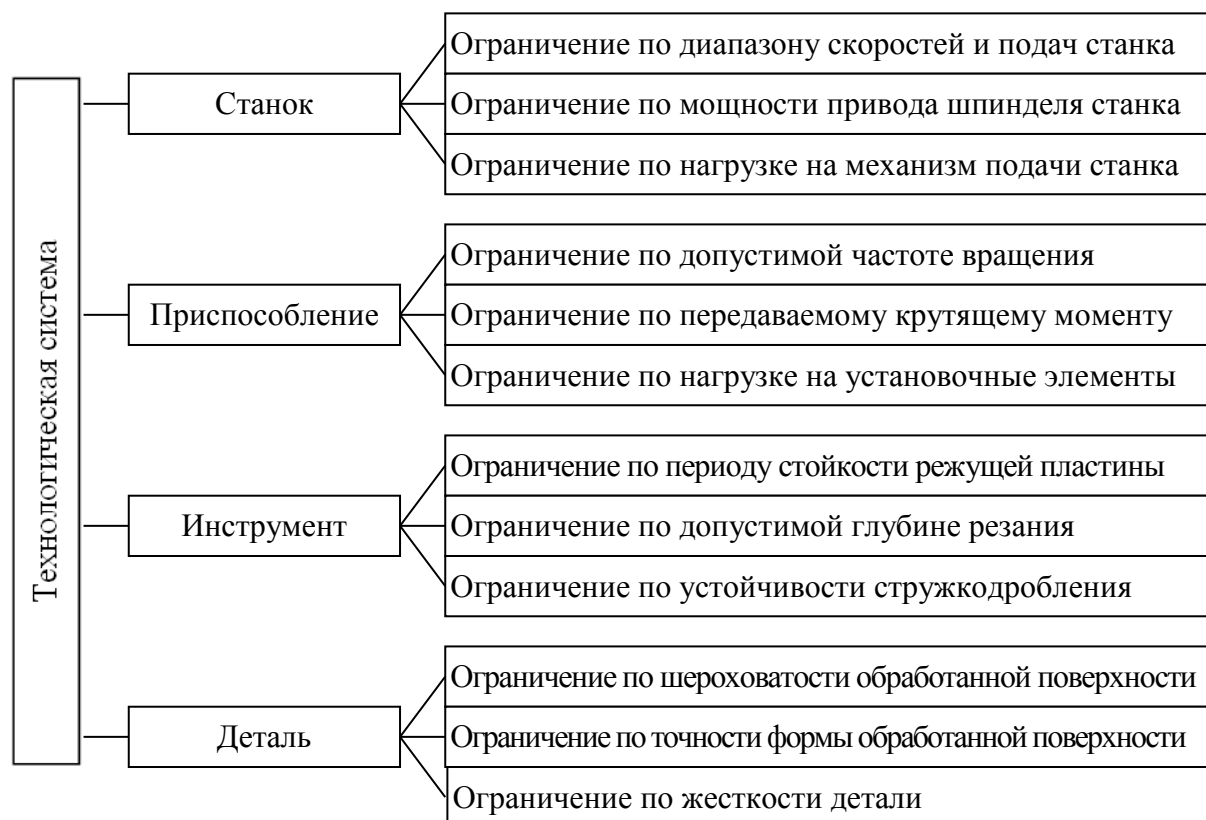 Технологическая система
Станок
Ограничение по диапазону скоростей и подач станка
Ограничение по мощности привода шпинделя станка
Ограничение по нагрузке на механизм подачи станка
Приспособление
Ограничение по допустимой частоте вращения
Ограничение по передаваемому крутящему моменту
Ограничение по нагрузке на установочные элементы
Инструмент
Ограничение по периоду стойкости режущей пластины
Ограничение по допустимой глубине резания
Ограничение по устойчивости стружкодробления
Деталь
Ограничение по шероховатости обработанной поверхности
Ограничение по точности формы обработанной поверхности
Ограничение по жесткости детали